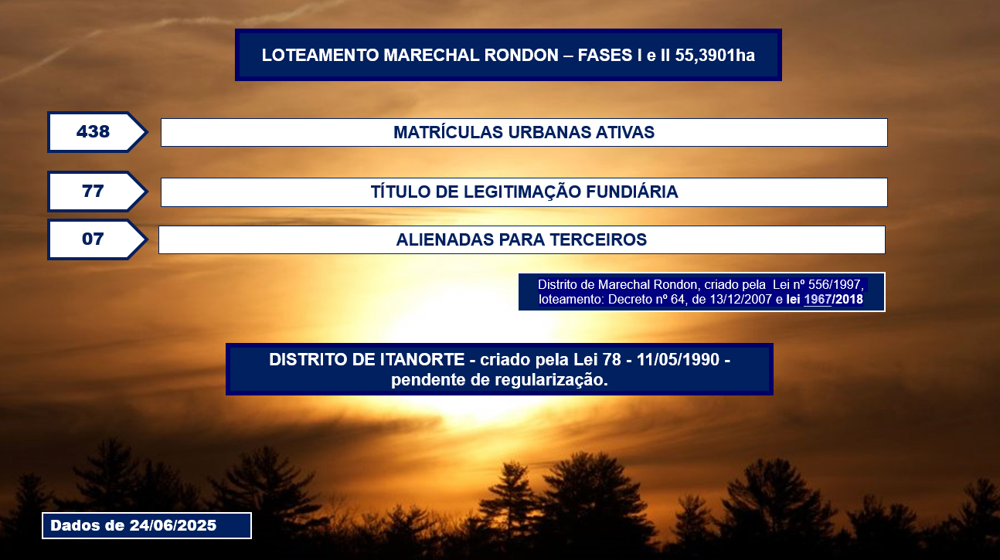 LOTEAMENTO MARECHAL RONDON – FASES I e II 55,3901ha
438
MATRÍCULAS URBANAS ATIVAS
77
TÍTULO DE LEGITIMAÇÃO FUNDIÁRIA
07
ALIENADAS PARA TERCEIROS
Distrito de Marechal Rondon, criado pela  Lei nº 556/1997,
loteamento: Decreto nº 64, de 13/12/2007 e lei 1967/2018
DISTRITO DE ITANORTE - criado pela Lei 78 - 11/05/1990 -
pendente de regularização.
Dados de 24/06/2025